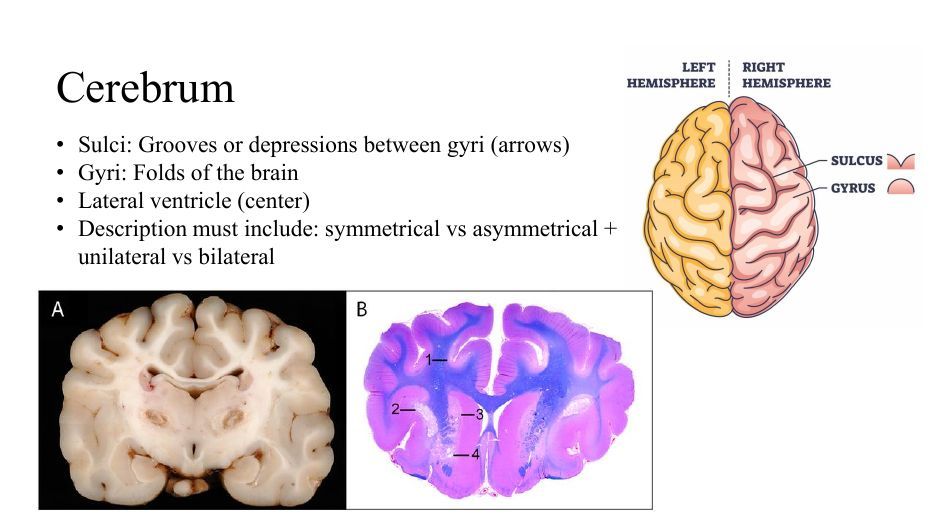 LEFT
HEMISPHERE
RIGHT
HEMISPHERE
Cerebrum
• Sulci: Grooves or depressions between gyri (arrows)
• Gyri: Folds of the brain
• Lateral ventricle (center)
• Description must include: symmetrical vs asymmetrical +
unilateral vs bilateral
SULCUS
GYRUS
A
B
1
2
3
4